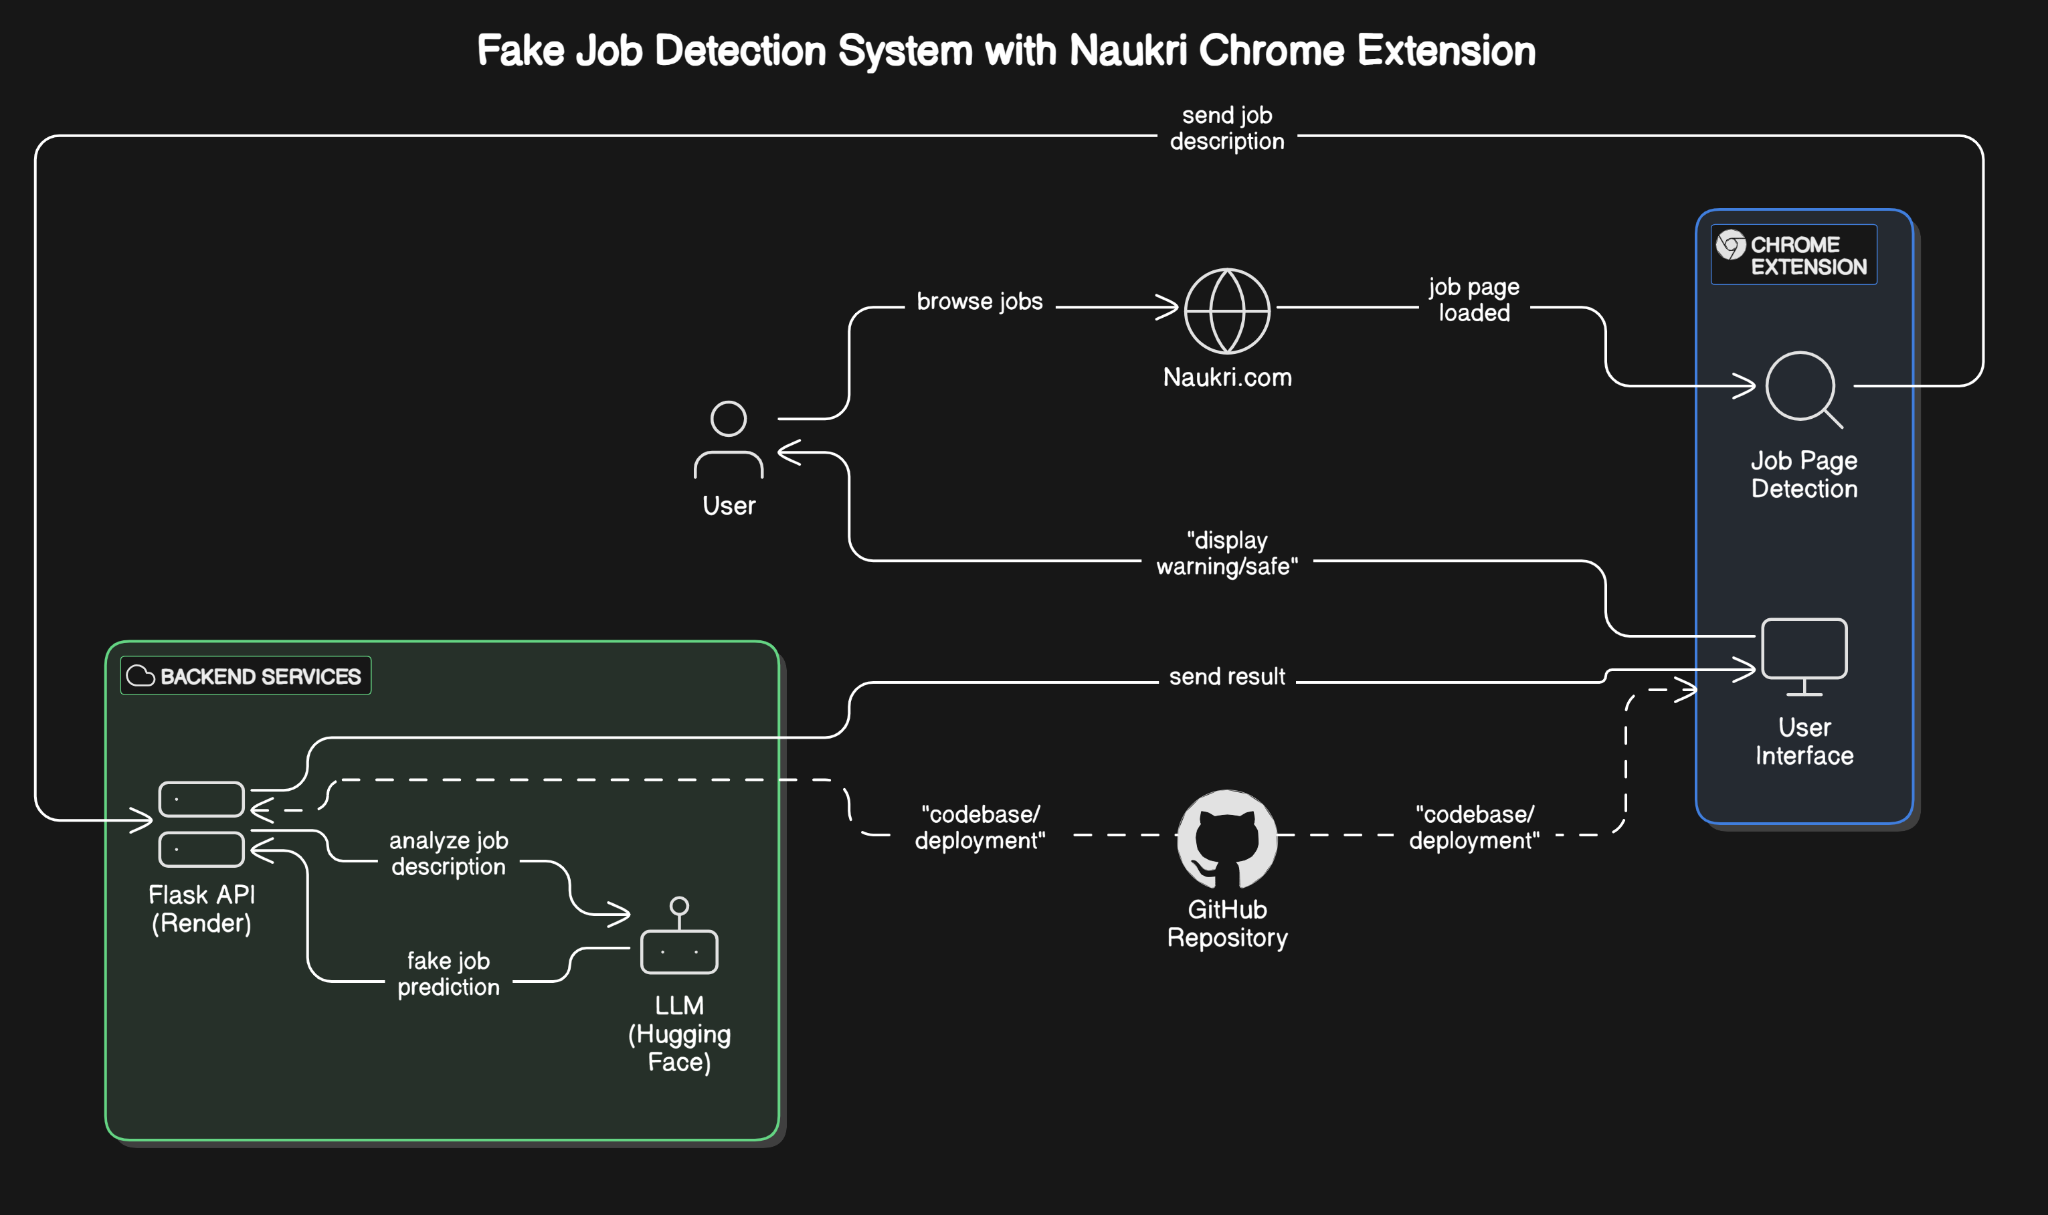 Fake Job Detection System with Naukri Chrome Extension
send job
description
CHROME
EXTENSION
browse jobs
job page
loaded
Naukri.com
Job Page
Detection
User
"display
warning/safe"
BACKEND SERVICES
send result
User
Interface
"codebase/
deployment"
"codebase/
deployment"
analyze job
description
Flask API
(Render)
GitHub
Repository
fake job
prediction
LLM
(Hugging
Face)